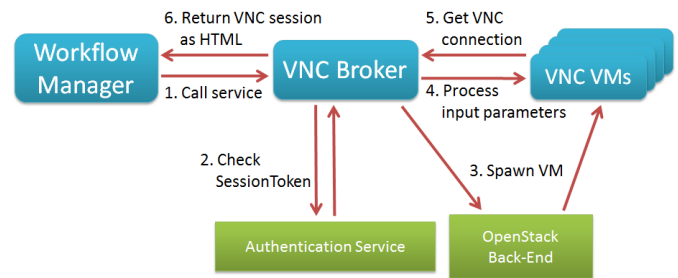 6. Return VNC session
as HTML
5. Get VNC
connection
Workflow
Manager
VNC Broker
VNC VMs
1. Call service
4. Process
input parameters
2. Check
SessionToken
3. Spawn VM
Authentication Service
OpenStack
Back-End